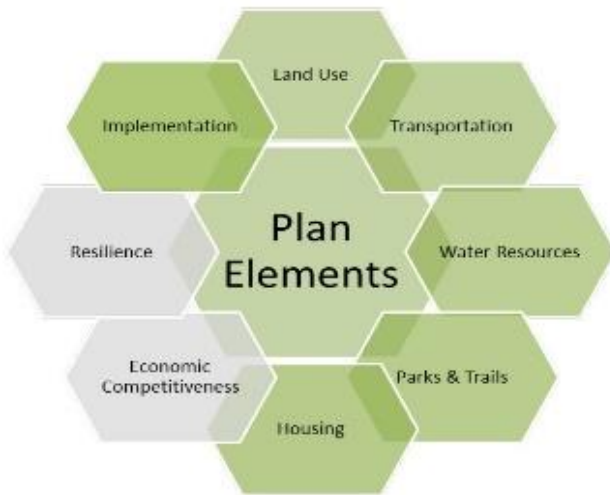 Land Use
Implementation
Transportation
Plan
Elements
Resilience
Water Resources
Economic
Competitiveness
Parks & Trails
Housing